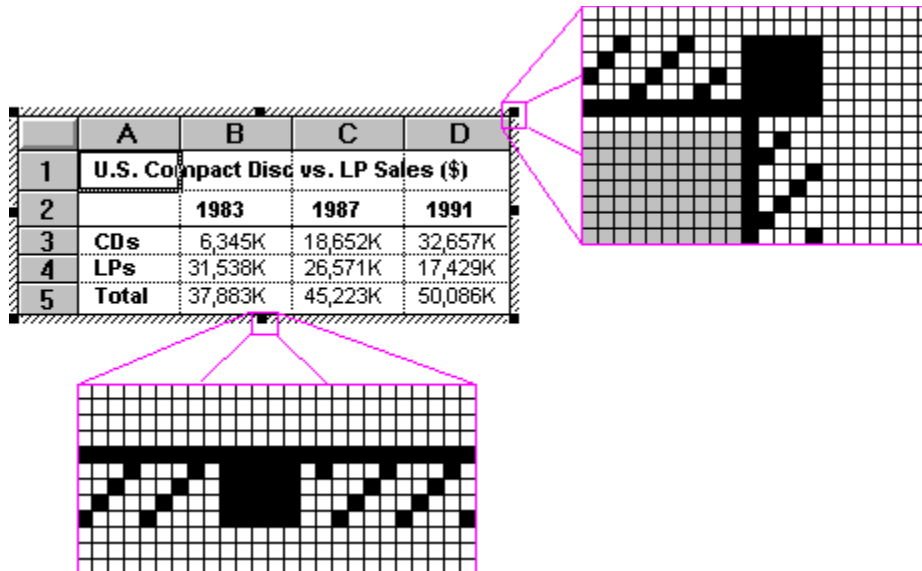 A B C D
1 U.S. Compact Disc vs. LP Sales ($)
2 1983 1987 1991
3 CDs 6,345K 18,652K 32,657K
4 LPs 31,538K 26,571K 17,429K
5 Total 37,883K 45,223K 50,086K